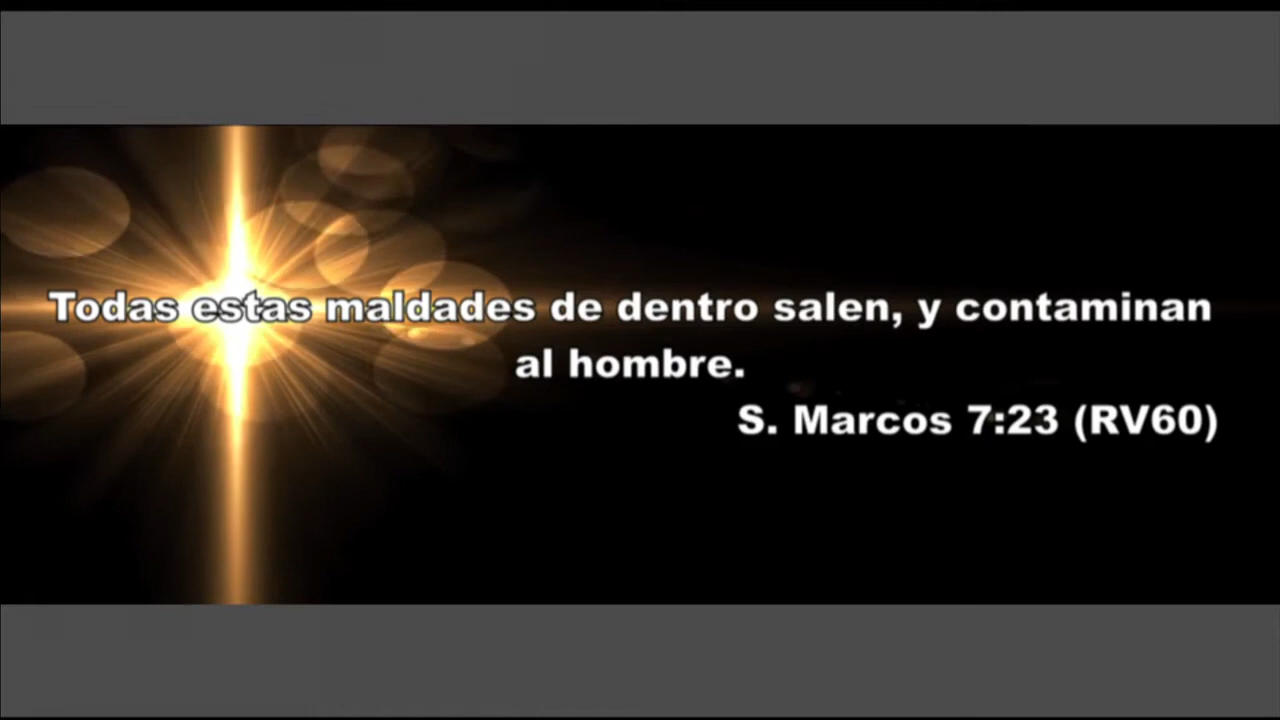 Todas estas maldades de dentro salen, y contaminan
al hombre.
S. Marcos 7:23 (RV60)